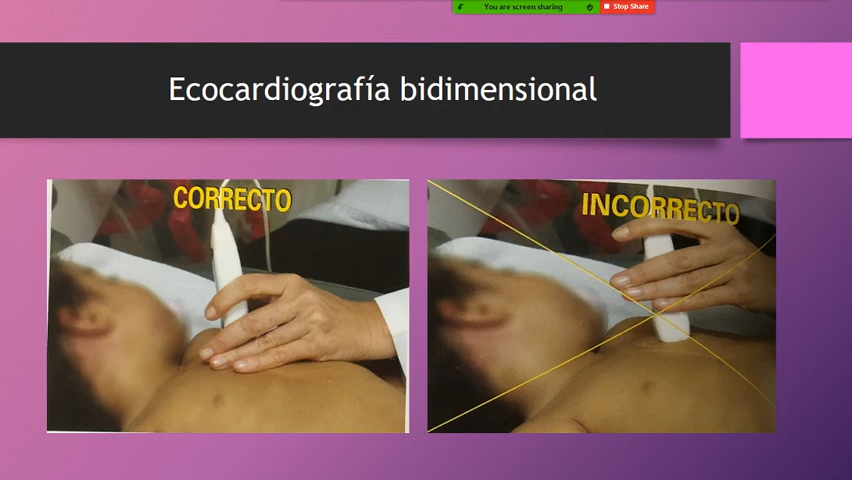 You are screen sharing
Stop Share
Ecocardiografía bidimensional
CORRECTO
INCORRECTO